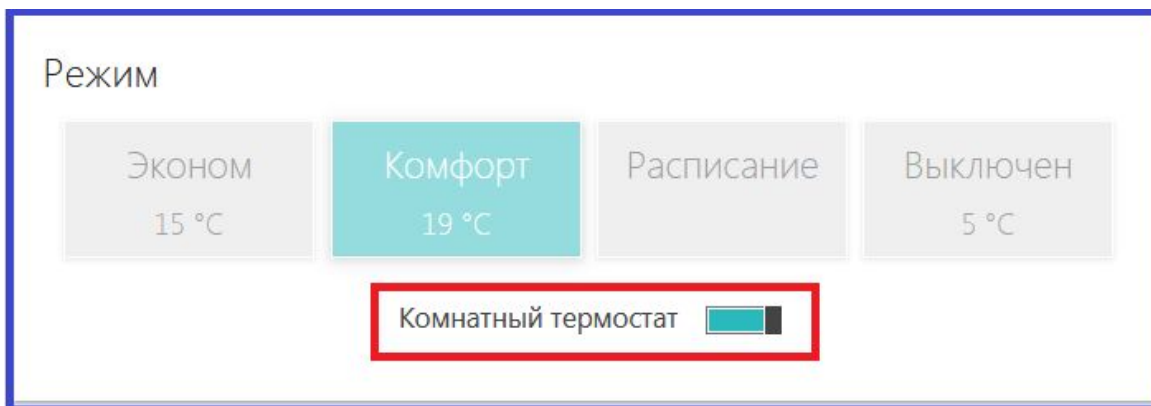 Режим
Эконом
15 °C
Комфорт
19 °C
Расписание
Выключен
5 °C
Комнатный термостат